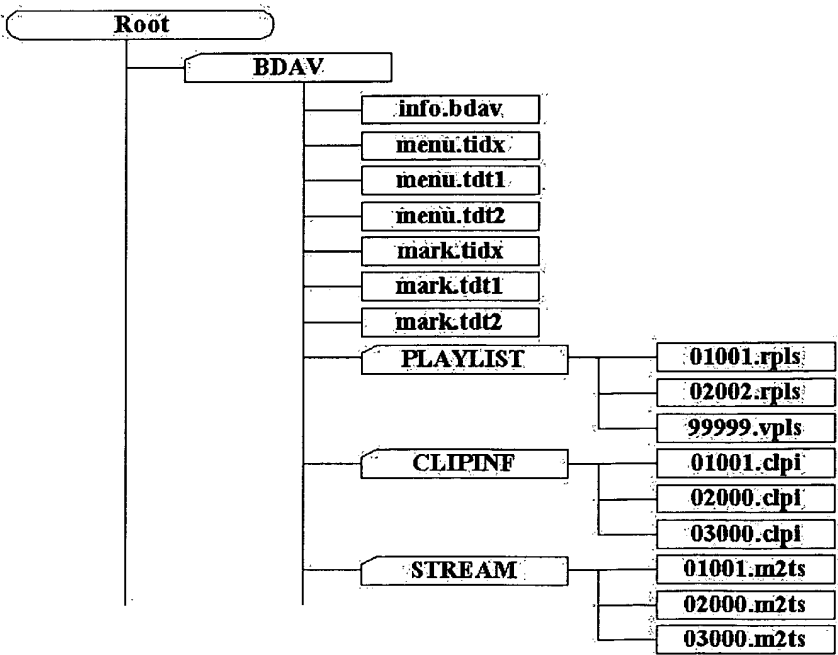 Root
BDAV
info.bdav
menu.tidx
menu.tdt1
menu.tdt2
mark.tidx
mark.tdt1
mark.tdt2
PLAYLIST
01001.rpls
02002.rpls
99999.vpls
CLIPINF
01001.clpi
02000.clpi
03000.clpi
STREAM
01001.m2ts
02000.m2ts
03000.m2ts